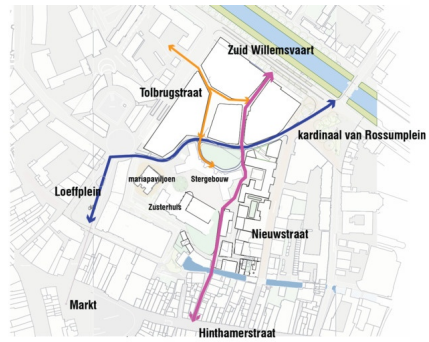 Zuid Willemsvaart
Tolbrugstraat
kardinaal van Rossumplein
mariapaviljoen
Stergebouw
Loeffplein
Zusterhuis
Nieuwstraat
Markt
Hinthamerstraat